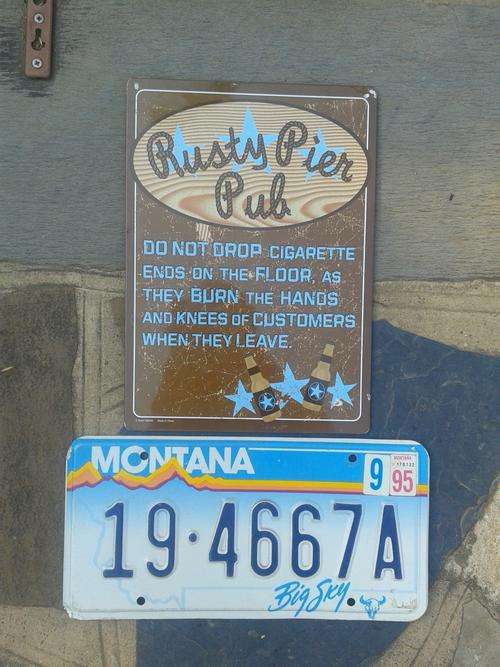 Rusty Pier
Pub
DO NOT DROP CIGARETTE
ENDS ON THE FLOOR, AS
THEY BURN THE HANDS
AND KNEES OF CUSTOMERS
WHEN THEY LEAVE.
MONTANA
9
MONTANA
95
19·4667A
Big Sky